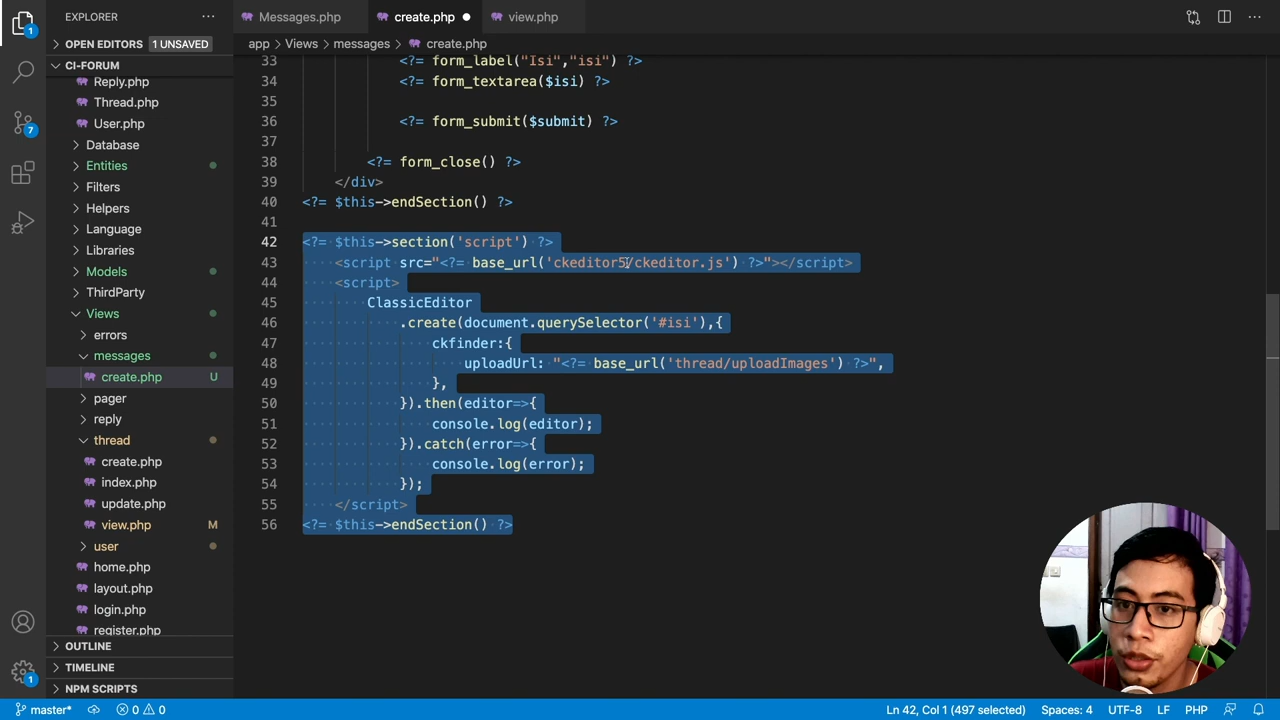 EXPLORER
Messages.php
create.php
view.php
OPEN EDITORS
1 UNSAVED
app > Views > messages > create.php
CI-FORUM
Reply.php
Thread.php
User.php
Database
Entities
Filters
Helpers
Language
Libraries
Models
ThirdParty
Views
errors
messages
create.php U
pager
reply
thread
create.php
index.php
update.php
view.php M
user
home.php
layout.php
login.php
register.php
OUTLINE
TIMELINE
NPM SCRIPTS
1
7
1
33 <?= form_label("Isi","isi") ?>
34 <?= form_textarea($isi) ?>
35
36 <?= form_submit($submit) ?>
37
38 <?= form_close() ?>
39 </div>
40 <?= $this->endSection() ?>
41
42 <?= $this->section('script') ?>
43 <script src="<?= base_url('ckeditor5/ckeditor.js') ?>"></script>
44 <script>
45 ClassicEditor
46 .create(document.querySelector('#isi'),{
47 ckfinder:{
48 uploadUrl: "<?= base_url('thread/uploadImages') ?>",
49 },
50 }).then(editor=>{
51 console.log(editor);
52 }).catch(error=>{
53 console.log(error);
54 });
55 </script>
56 <?= $this->endSection() ?>
master* 0 0 Ln 42, Col 1 (497 selected) Spaces: 4 UTF-8 LF PHP